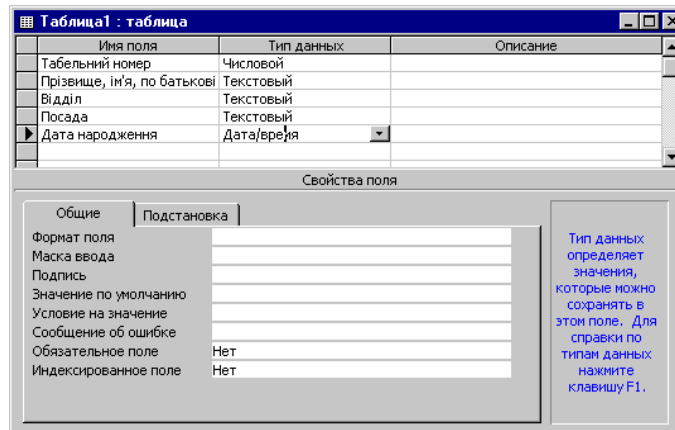 Таблица1 : таблица
Имя поля Тип данных Описание
Табельний номер Числовой
Прізвище, ім'я, по батькові Текстовый
Відділ Текстовый
Посада Текстовый
Дата народження Дата/время
Свойства поля
Общие Подстановка
Формат поля
Маска ввода
Подпись
Значение по умолчанию
Условие на значение
Сообщение об ошибке
Обязательное поле Нет
Индексированное поле Нет
Тип данных
определяет
значения,
которые можно
сохранять в
этом поле. Для
справки по
типам данных
нажмите
клавишу F1.